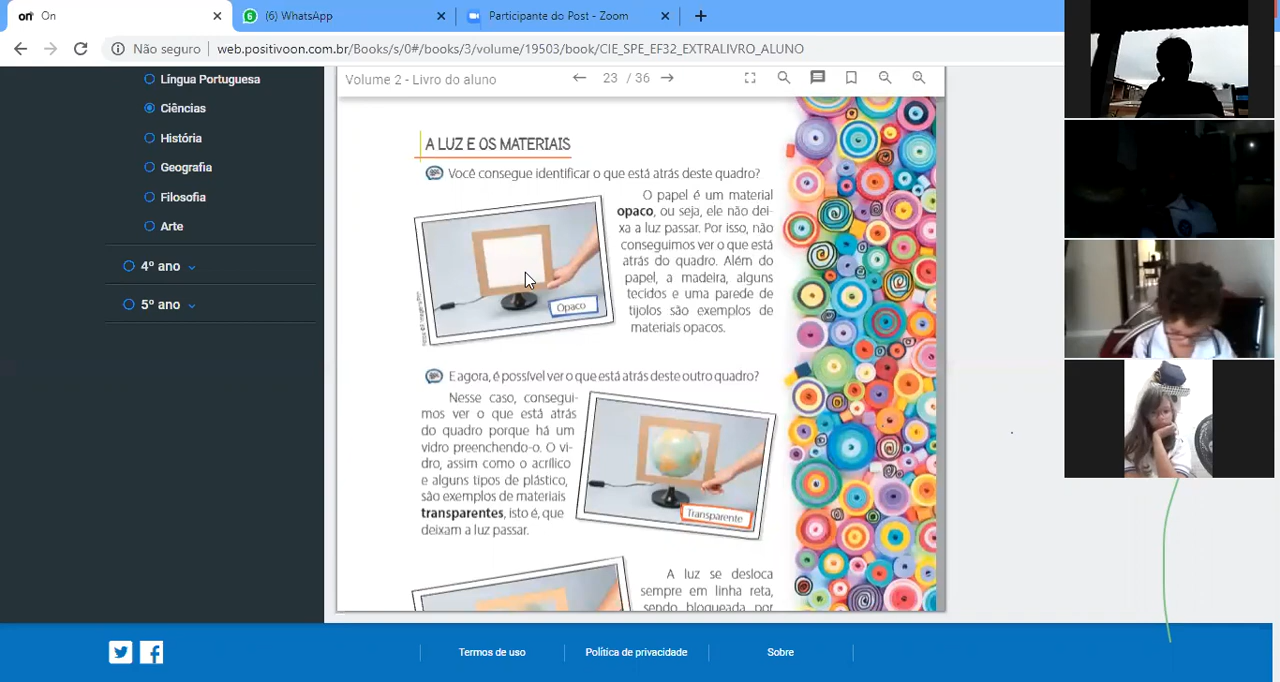 on On
(6) WhatsApp
Participante do Post - Zoom
Não seguro
web.positivoon.com.br/Books/s/0#/books/3/volume/19503/book/CIE_SPE_EF32_EXTRALIVRO_ALUNO
Língua Portuguesa
Ciências
História
Geografia
Filosofia
Arte
4º ano
5º ano
Volume 2 - Livro do aluno
23 / 36
A LUZ E OS MATERIAIS
Você consegue identificar o que está atrás deste quadro?
O papel é um material
opaco, ou seja, ele não dei-
xa a luz passar. Por isso, não
conseguimos ver o que está
atrás do quadro. Além do
papel, a madeira, alguns
tecidos e uma parede de
tijolos são exemplos de
materiais opacos.
Opaco
E agora, é possível ver o que está atrás deste outro quadro?
Nesse caso, consegui-
mos ver o que está atrás
do quadro porque há um
vidro preenchendo-o. O vi-
dro, assim como o acrílico
e alguns tipos de plástico,
são exemplos de materiais
transparentes, isto é, que
deixam a luz passar.
Transparente
A luz se desloca
sempre em linha reta,
sendo bloqueada por
Termos de uso
Política de privacidade
Sobre